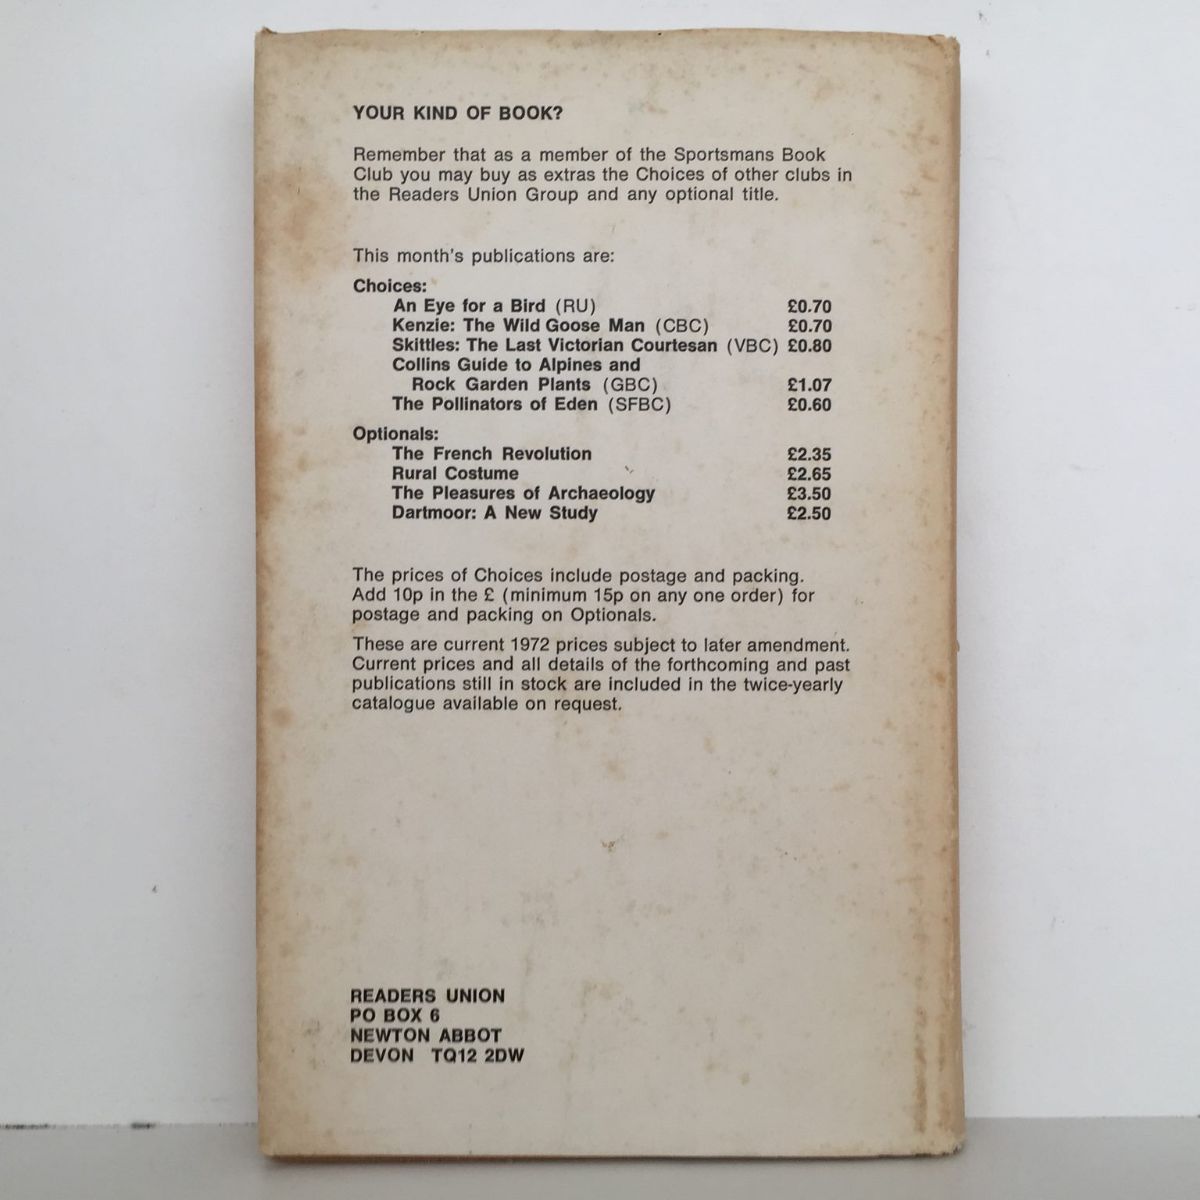 YOUR KIND OF BOOK?
Remember that as a member of the Sportsmans Book
Club you may buy as extras the Choices of other clubs in
the Readers Union Group and any optional title.
This month's publications are:
Choices:
An Eye for a Bird (RU) £0.70
Kenzie: The Wild Goose Man (CBC) £0.70
Skittles: The Last Victorian Courtesan (VBC) £0.80
Collins Guide to Alpines and
Rock Garden Plants (GBC) £1.07
The Pollinators of Eden (SFBC) £0.60
Optionals:
The French Revolution £2.35
Rural Costume £2.65
The Pleasures of Archaeology £3.50
Dartmoor: A New Study £2.50
The prices of Choices include postage and packing.
Add 10p in the £ (minimum 15p on any one order) for
postage and packing on Optionals.
These are current 1972 prices subject to later amendment.
Current prices and all details of the forthcoming and past
publications still in stock are included in the twice-yearly
catalogue available on request.
READERS UNION
PO BOX 6
NEWTON ABBOT
DEVON TQ12 2DW